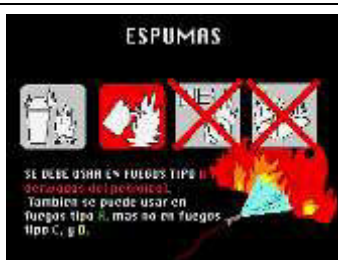 ESPUMAS
SE DEBE USAR EN FUEGOS TIPO B
derivados del petroleo).
Tambien se puede usar en
fuegos tipo A, mas no en fuegos
tipo C, y D.